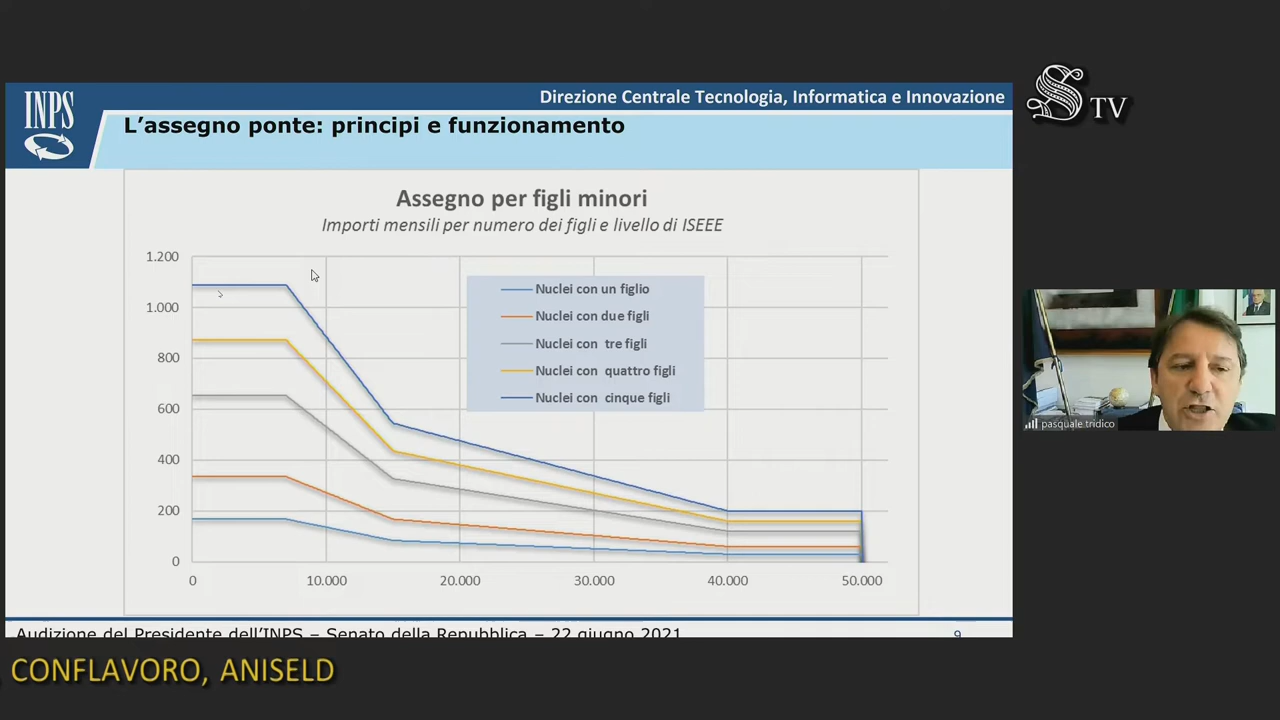 INPS
Direzione Centrale Tecnologia, Informatica e Innovazione
L'assegno ponte: principi e funzionamento
S TV
Assegno per figli minori
Importi mensili per numero dei figli e livello di ISEEE
1.200
1.000
800
600
400
200
0
Nuclei con un figlio
Nuclei con due figli
Nuclei con tre figli
Nuclei con quattro figli
Nuclei con cinque figli
0 10.000 20.000 30.000 40.000 50.000
pasquale tridico
Audizione del Presidente dell'INPS – Senato della Repubblica – 22 giugno 2021
9
CONFLAVORO, ANISELD